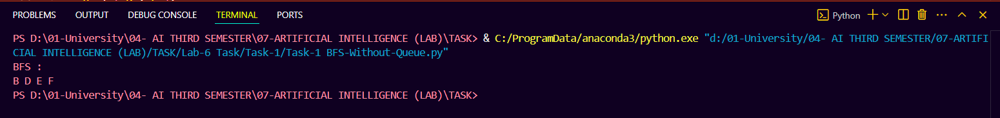 PROBLEMS OUTPUT DEBUG CONSOLE TERMINAL PORTS Python
PS D:\01-University\04- AI THIRD SEMESTER\07-ARTIFICIAL INTELLIGENCE (LAB)\TASK> & C:/ProgramData/anaconda3/python.exe "d:/01-University/04- AI THIRD SEMESTER/07-ARTIFI
CIAL INTELLIGENCE (LAB)/TASK/Lab-6 Task/Task-1/Task-1 BFS-Without-Queue.py"
BFS :
B D E F
PS D:\01-University\04- AI THIRD SEMESTER\07-ARTIFICIAL INTELLIGENCE (LAB)\TASK>